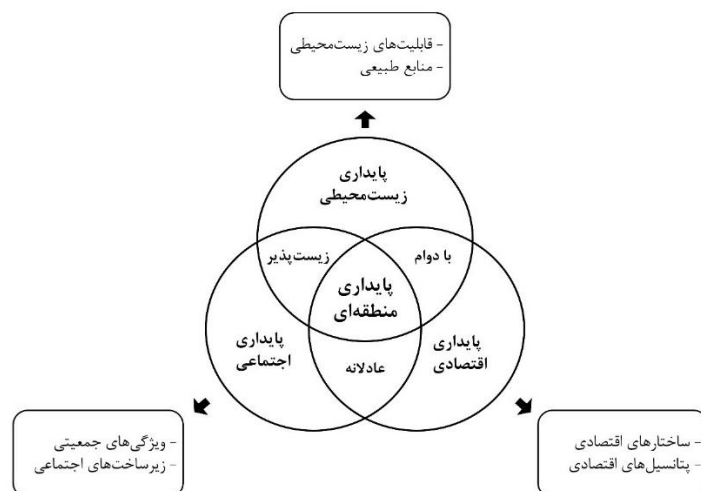 - قابلیت‌های زیست‌محیطی
- منابع طبیعی
پایداری
زیست‌محیطی
زیست‌پذیر
با دوام
پایداری
منطقه‌ای
پایداری
اجتماعی
پایداری
اقتصادی
عادلانه
- ساختارهای اقتصادی
- پتانسیل‌های اقتصادی
- ویژگی‌های جمعیتی
- زیرساخت‌های اجتماعی